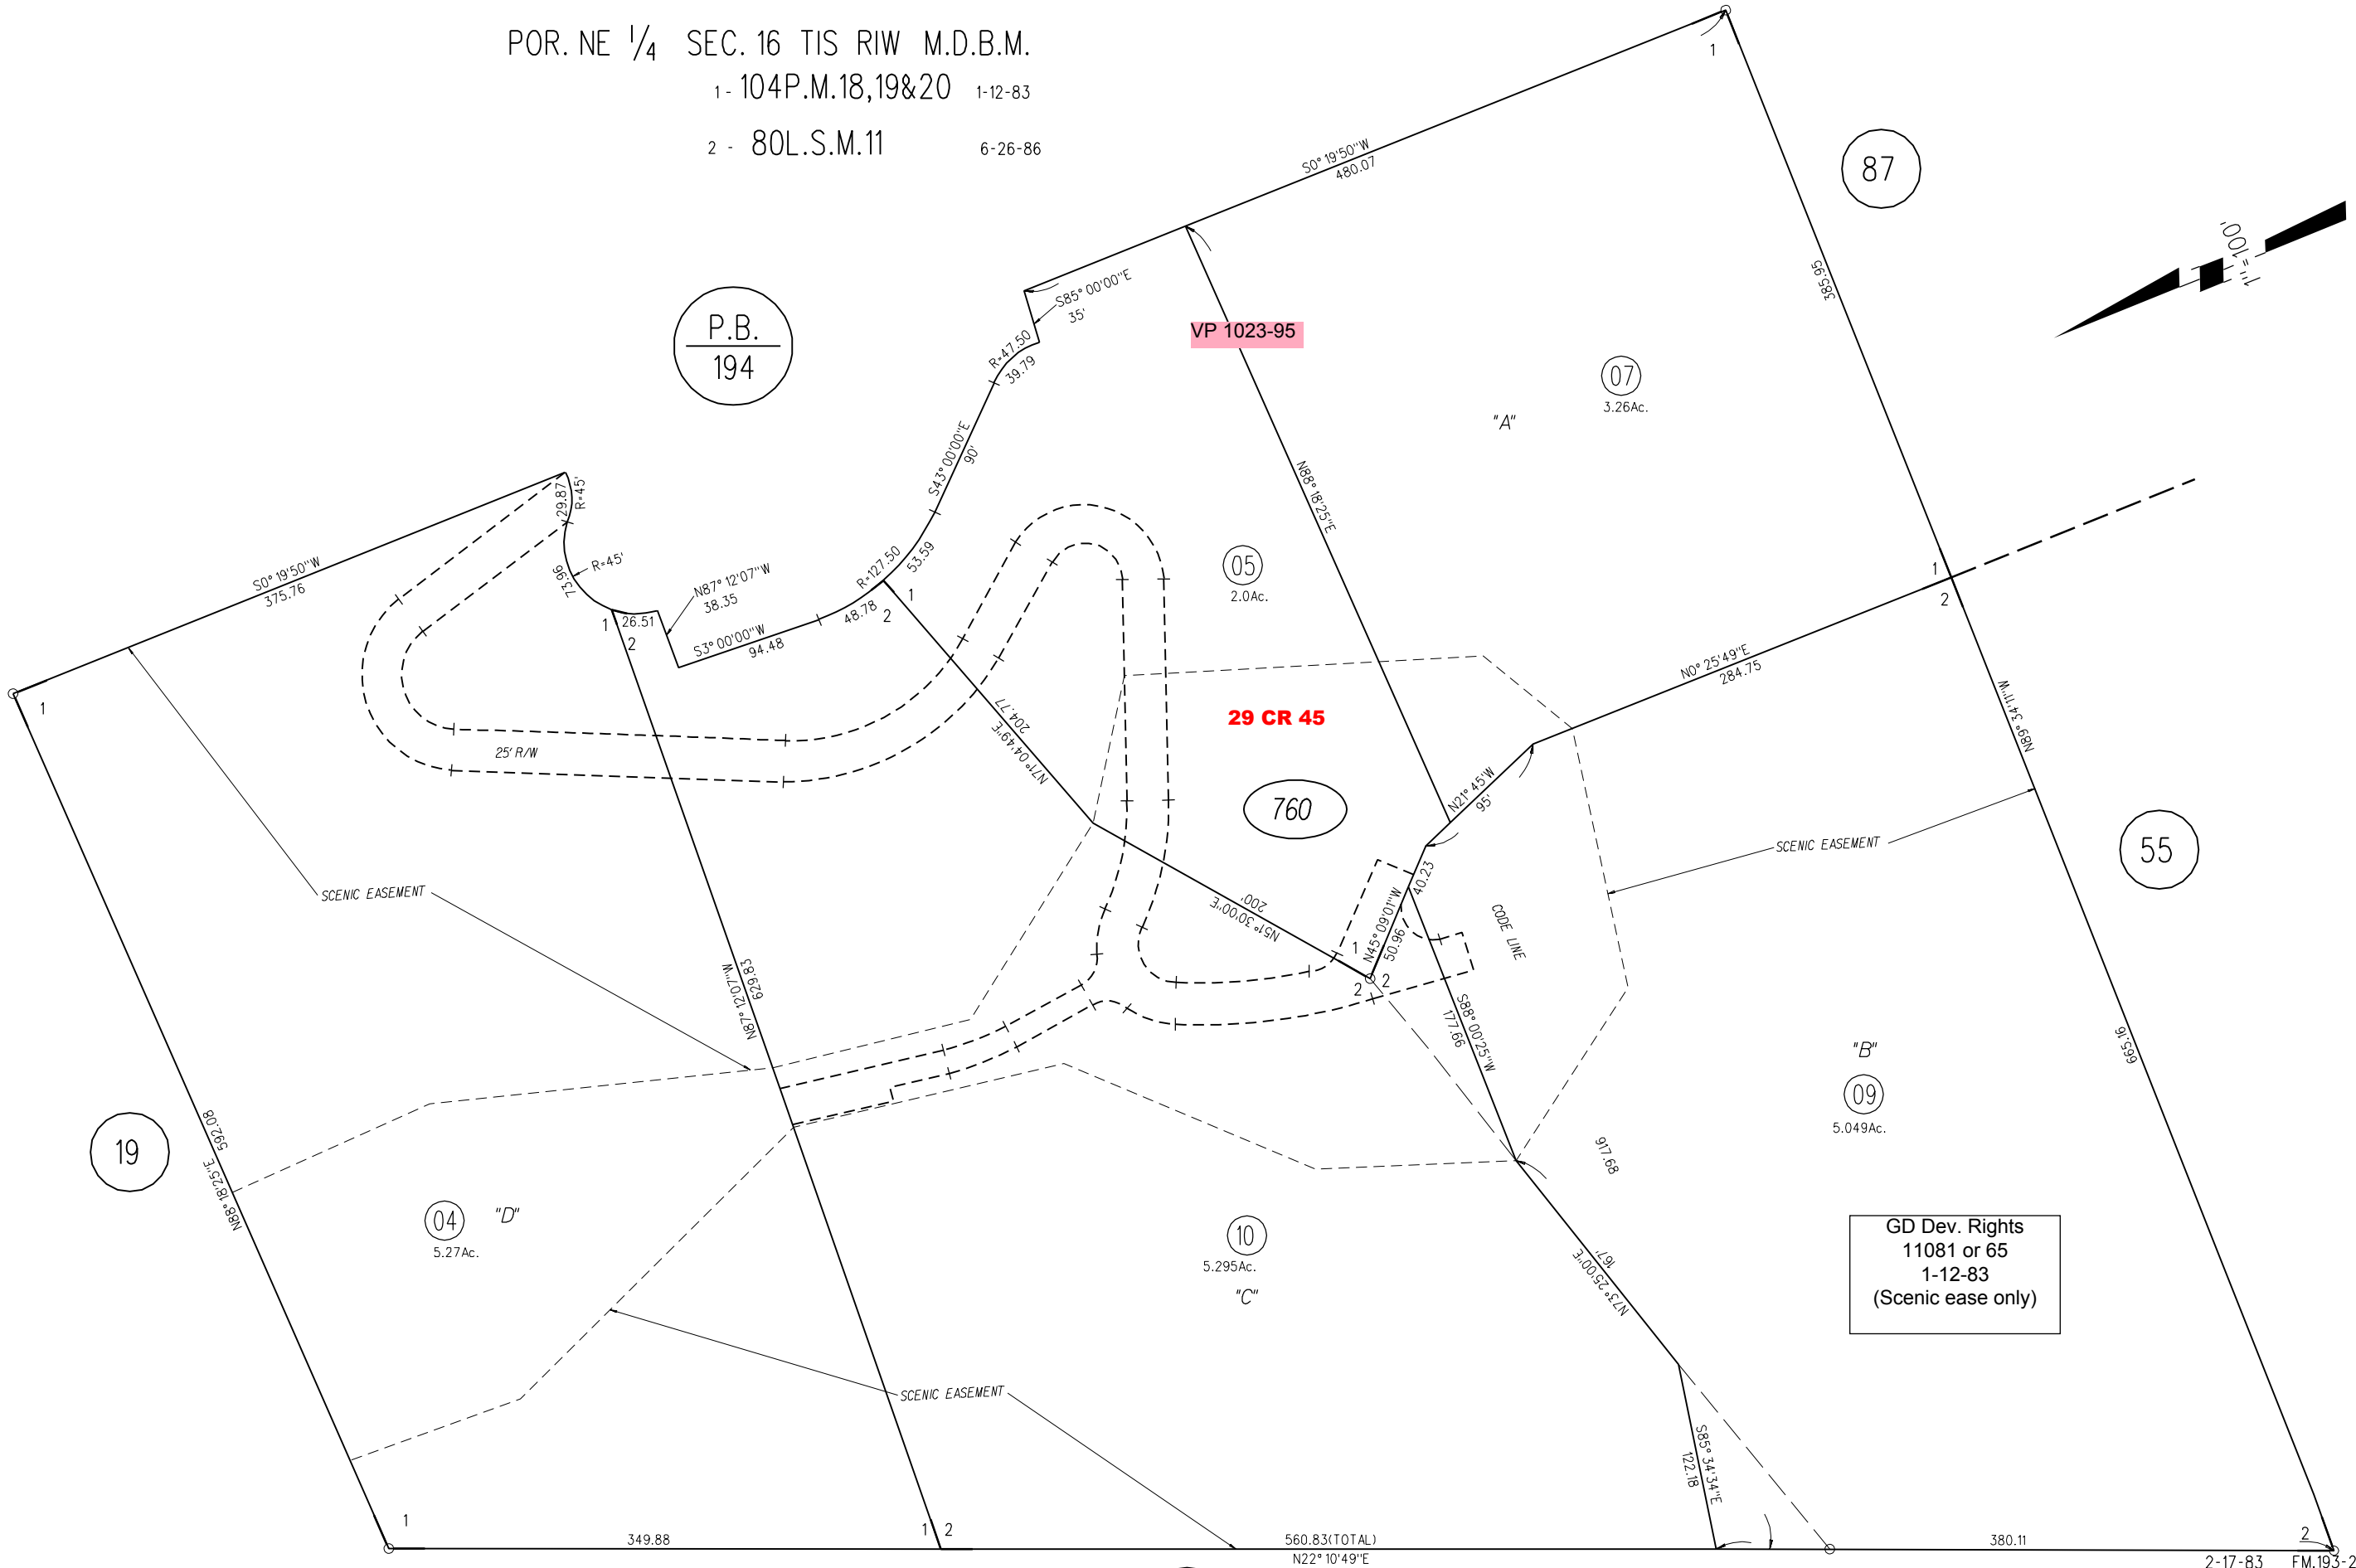 POR. NE 1/4 SEC. 16 T1S R1W M.D.B.M.
1 - 104P.M.18,19&20 1-12-83
2 - 80L.S.M.11 6-26-86
1
87
1"=100'
S0° 19'50"W
480.07
P.B.
194
S85° 00'00"E
35'
R=47.50
39.79
VP 1023-95
385.95
07
3.26Ac.
"A"
S43° 00'00"E
90'
N88° 18'25"E
29.87
R=45'
R=45'
73.96
S0° 19'50"W
375.76
N87° 12'07"W
38.35
R=127.50
53.59
05
2.0Ac.
1
2
26.51
1
2
S3° 00'00"W
94.48
48.78
1
2
N0° 25'49"E
284.75
1
N89° 34'11"W
25' R/W
204.77
N71° 04'49"E
29 CR 45
760
N21° 45'W
95'
SCENIC EASEMENT
55
SCENIC EASEMENT
40.23
200'
N51° 30'00"E
N45° 09'01"W
50.96
1
2
2
CODE LINE
629.83
N87° 12'07"W
S88° 00'25"W
177.66
665.16
"B"
09
5.049Ac.
19
592.08
N88° 18'25"E
917.68
04
"D"
5.27Ac.
10
5.295Ac.
"C"
GD Dev. Rights
11081 or 65
1-12-83
(Scenic ease only)
167'
N73° 25'00"E
SCENIC EASEMENT
S85° 34'34"E
122.18
1
1
2
2
349.88
560.83(TOTAL)
380.11
N22° 10'49"E
2-17-83 FM.193-2